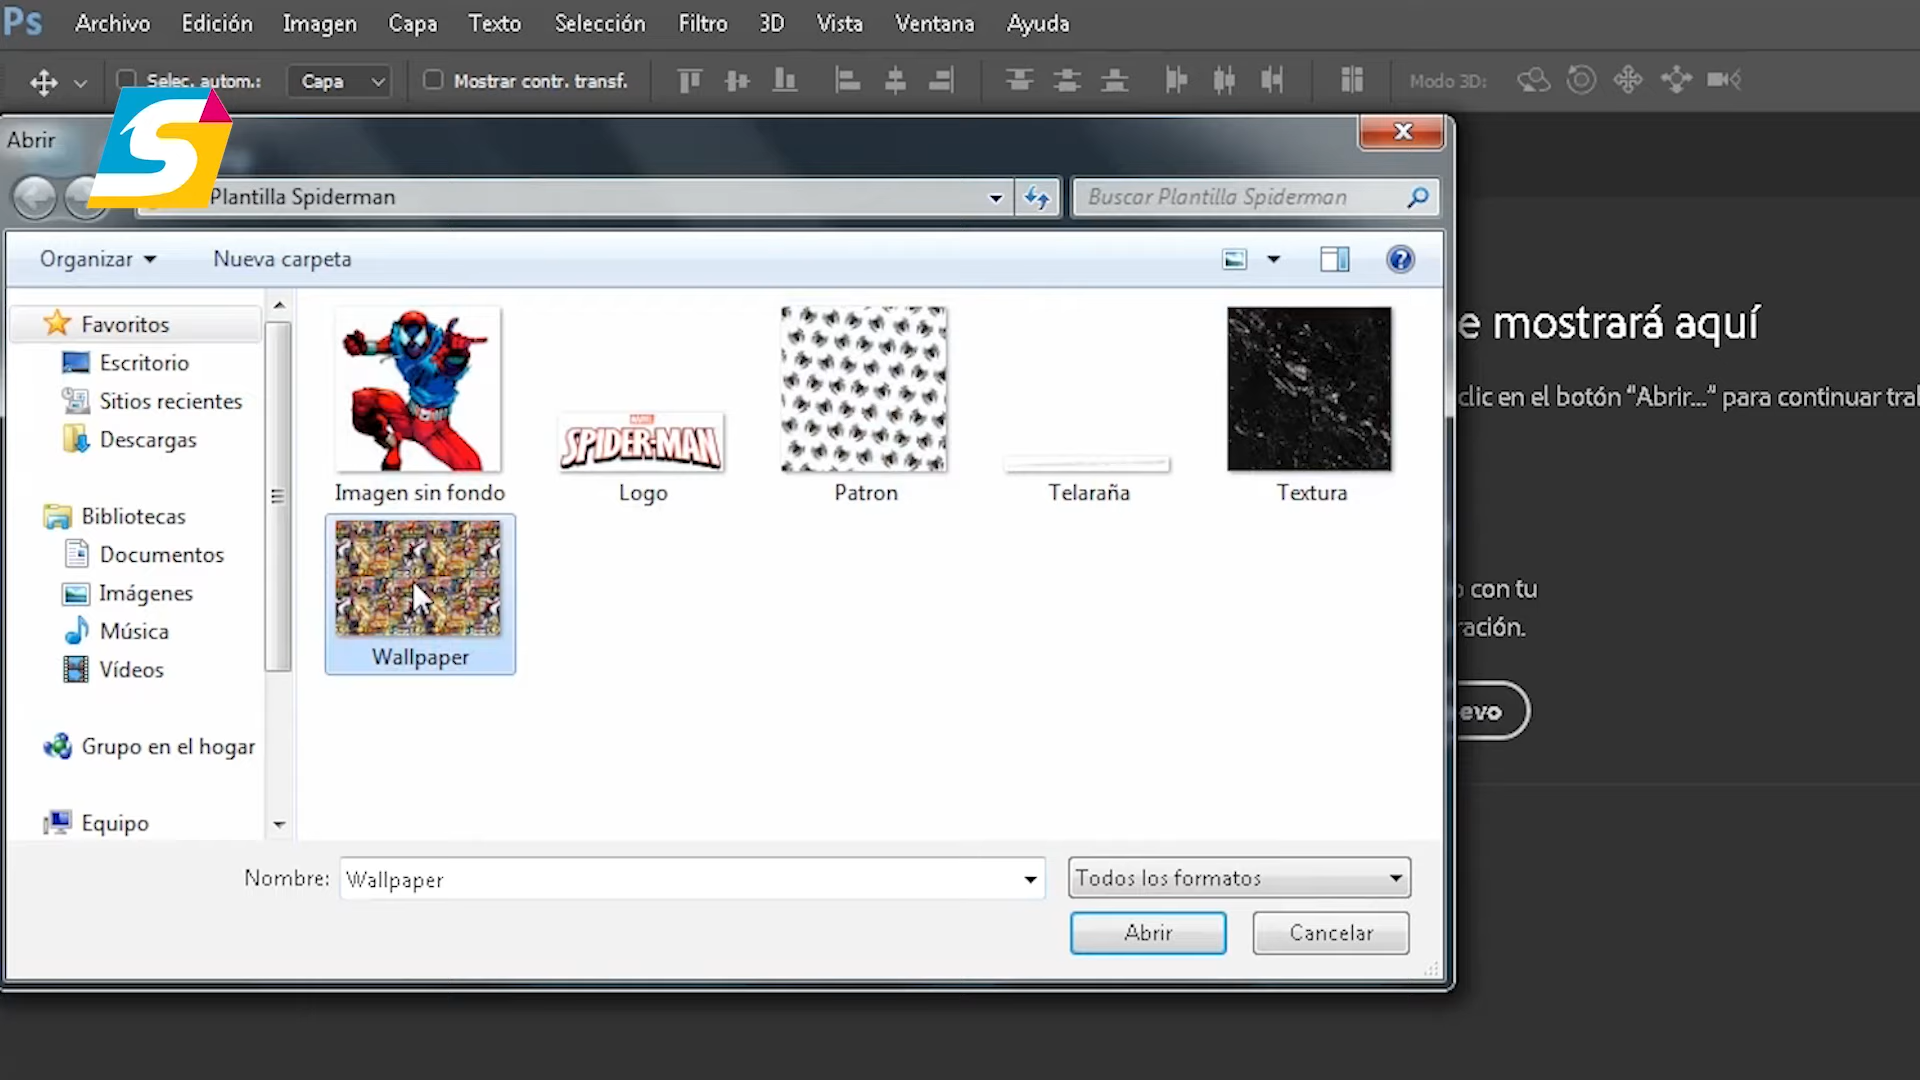 Ps Archivo Edición Imagen Capa Texto Selección Filtro 3D Vista Ventana Ayuda
Selec. autom.: Capa Mostrar contr. transf. Modo 3D:
Abrir
S
Plantilla Spiderman Buscar Plantilla Spiderman
Organizar Nueva carpeta
Favoritos
Escritorio
Sitios recientes
Descargas
Bibliotecas
Documentos
Imágenes
Música
Vídeos
Grupo en el hogar
Equipo
MARVEL
SPIDER-MAN
Imagen sin fondo Logo Patron Telaraña Textura
Wallpaper
Nombre: Wallpaper Todos los formatos
Abrir Cancelar
e mostrará aquí
clic en el botón “Abrir...” para continuar tral
con tu
ración.
evo